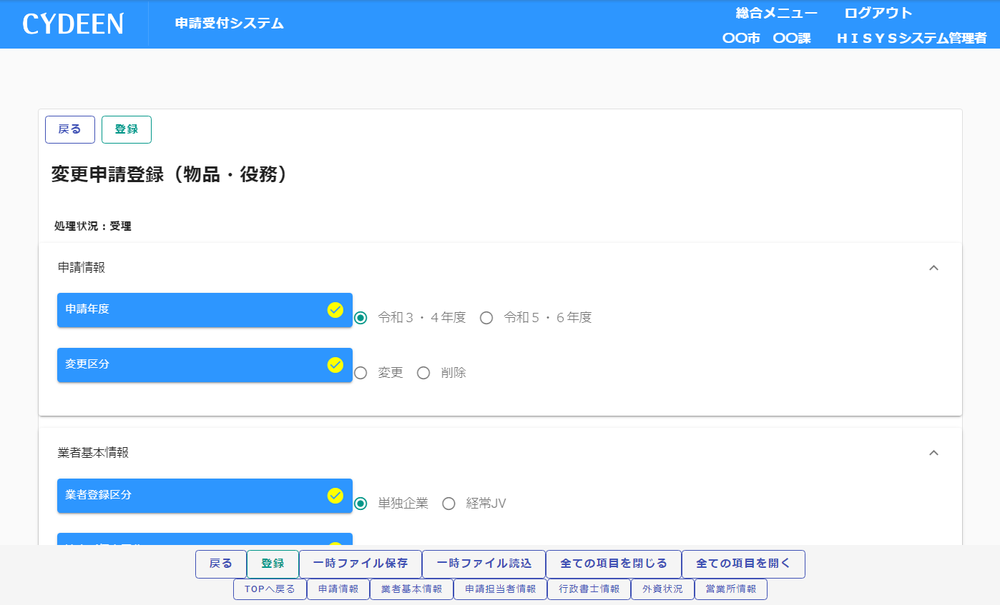 CYDEEN
申請受付システム
総合メニュー ログアウト
〇〇市 〇〇課 ＨＩＳＹＳシステム管理者
戻る 登録
変更申請登録（物品・役務）
処理状況：受理
申請情報
申請年度 令和３・４年度 令和５・６年度
変更区分 変更 削除
業者基本情報
業者登録区分 単独企業 経常JV
戻る 登録 一時ファイル保存 一時ファイル読込 全ての項目を閉じる 全ての項目を開く
TOPへ戻る 申請情報 業者基本情報 申請担当者情報 行政書士情報 外資状況 営業所情報